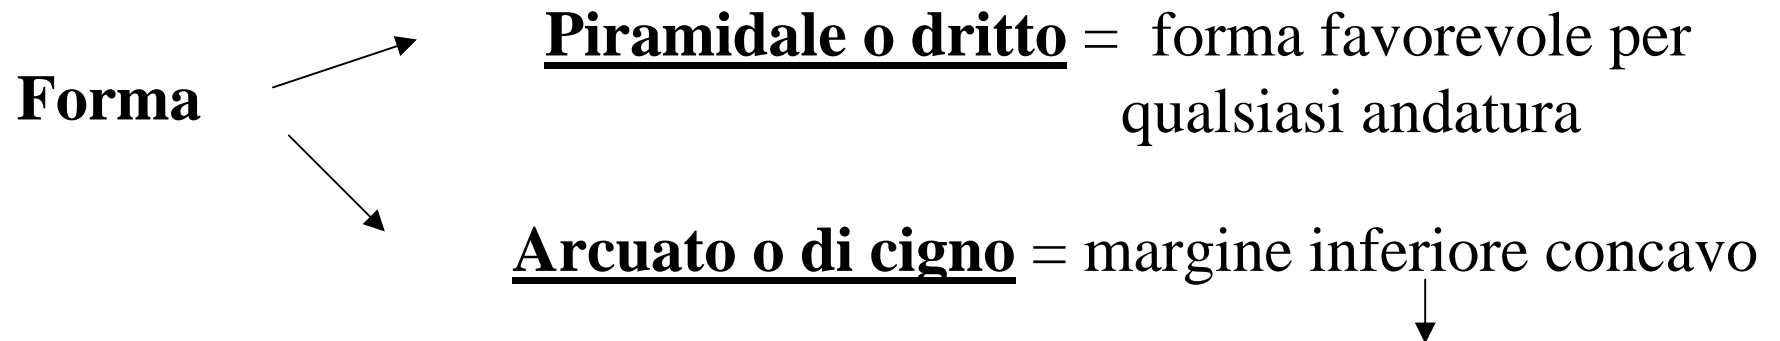 Piramidale o dritto = forma favorevole per
Forma
qualsiasi andatura
Arcuato o di cigno = margine inferiore concavo